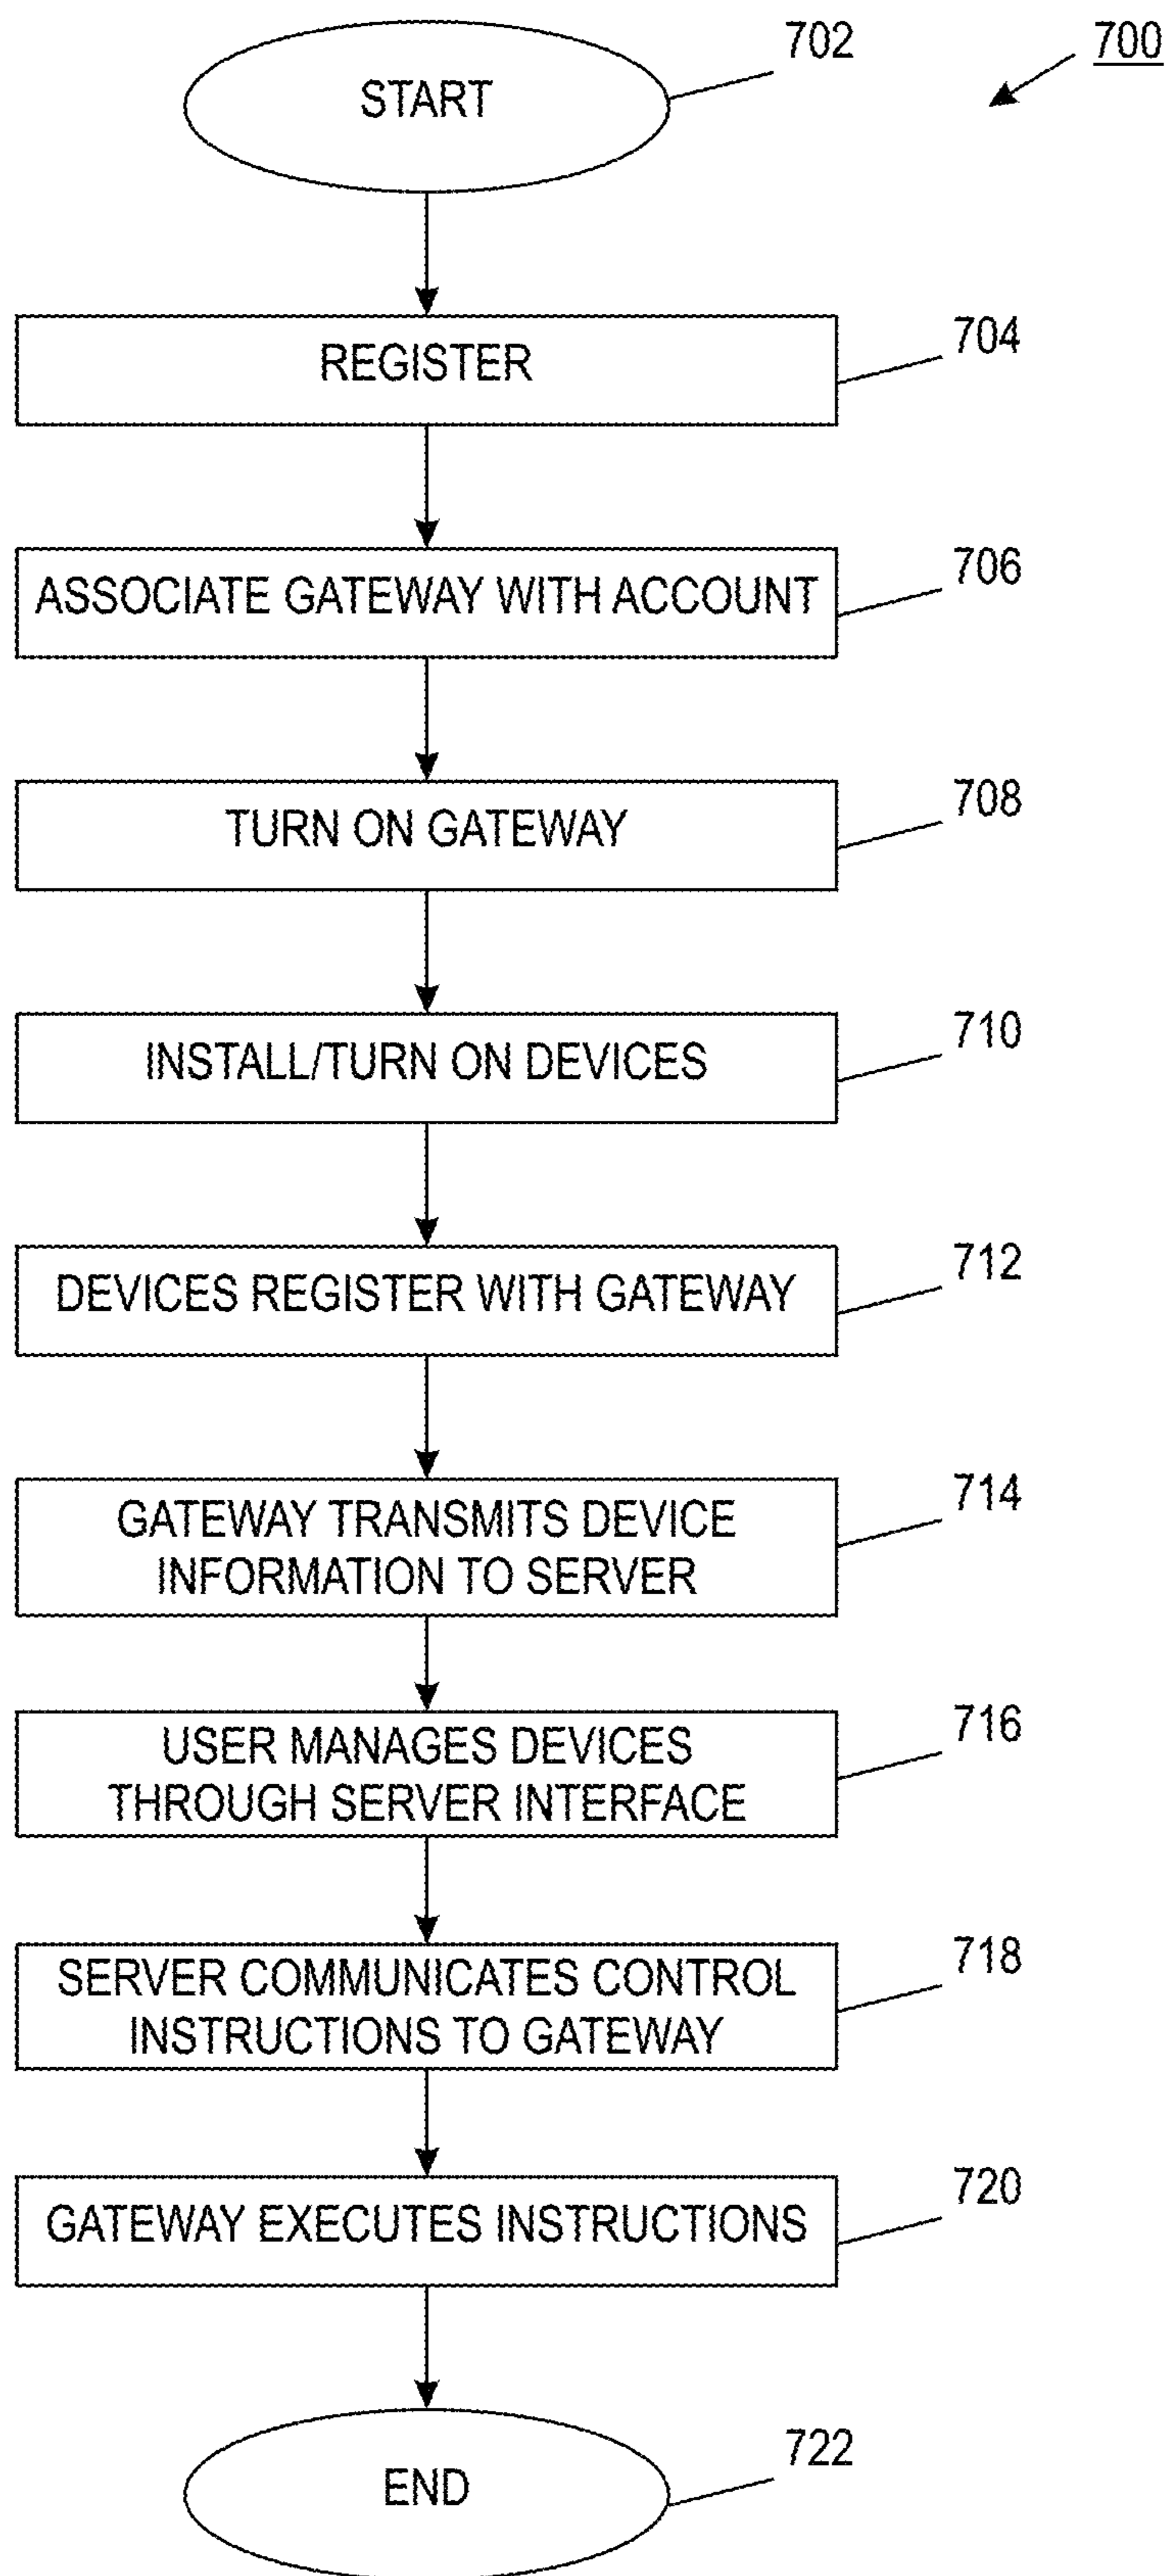 702
700
START
704
REGISTER
706
ASSOCIATE GATEWAY WITH ACCOUNT
708
TURN ON GATEWAY
710
INSTALL/TURN ON DEVICES
712
DEVICES REGISTER WITH GATEWAY
714
GATEWAY TRANSMITS DEVICE
INFORMATION TO SERVER
716
USER MANAGES DEVICES
THROUGH SERVER INTERFACE
718
SERVER COMMUNICATES CONTROL
INSTRUCTIONS TO GATEWAY
720
GATEWAY EXECUTES INSTRUCTIONS
722
END